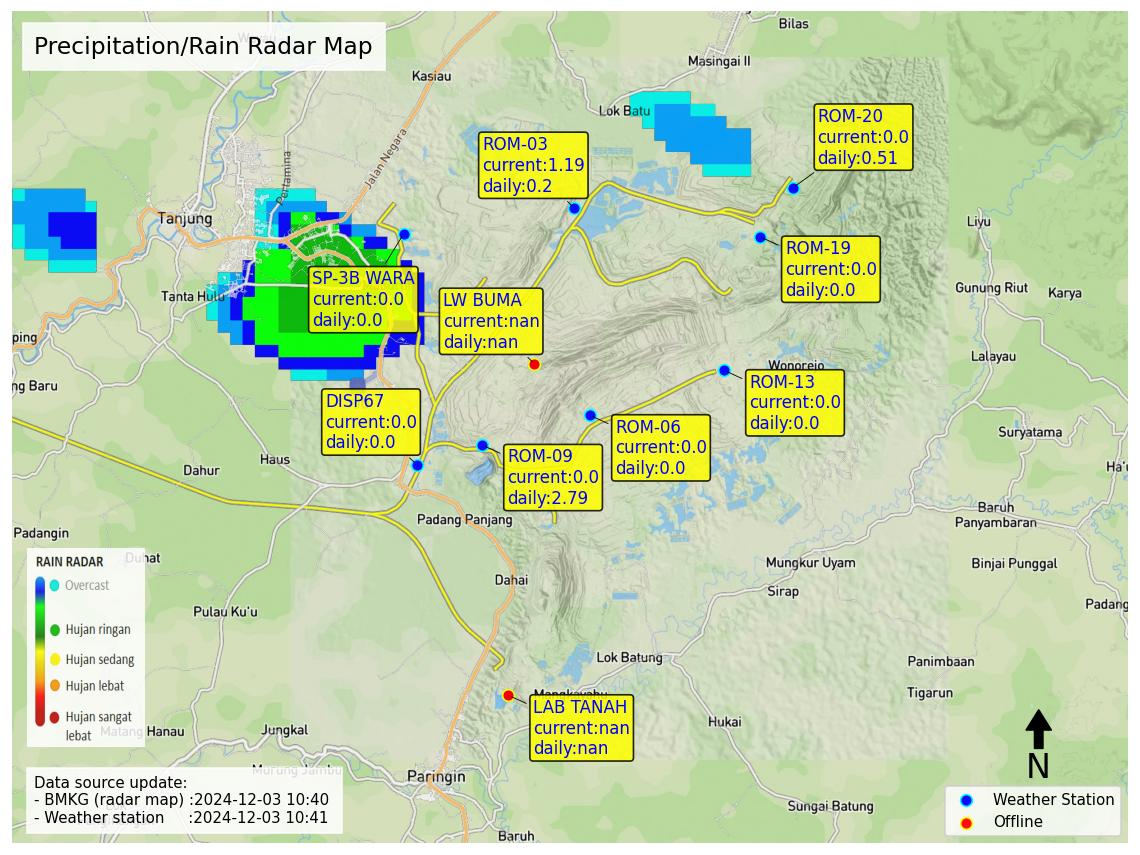 Precipitation/Rain Radar Map
Bilas
Masingai II
Kasiau
Lok Batu
Jalan Negara
Pertamina
ROM-20
current:0.0
daily:0.51
ROM-03
current:1.19
daily:0.2
Tanjung
Liyu
ROM-19
current:0.0
daily:0.0
SP-3B WARA
current:0.0
daily:0.0
Tanta Hulu
LW BUMA
current:nan
daily:nan
Gunung Riut
Karya
ping
Lalayau
Wonorejo
ng Baru
ROM-13
current:0.0
daily:0.0
DISP67
current:0.0
daily:0.0
ROM-06
current:0.0
daily:0.0
Suryatama
ROM-09
current:0.0
daily:2.79
Haus
Dahur
Baruh
Panyambaran
Padang Panjang
Padangin
Duhat
Mungkur Uyam
Binjai Punggal
Dahai
Sirap
Padang
Pulau Ku'u
RAIN RADAR
Overcast
Hujan ringan
Hujan sedang
Hujan lebat
Hujan sangat
lebat
Lok Batung
Panimbaan
Tigarun
LAB TANAH
current:nan
daily:nan
Hukai
Matang Hanau
Jungkal
Murung Jambu
Paringin
N
Data source update:
- BMKG (radar map) :2024-12-03 10:40
- Weather station :2024-12-03 10:41
Sungai Batung
Baruh
Weather Station
Offline